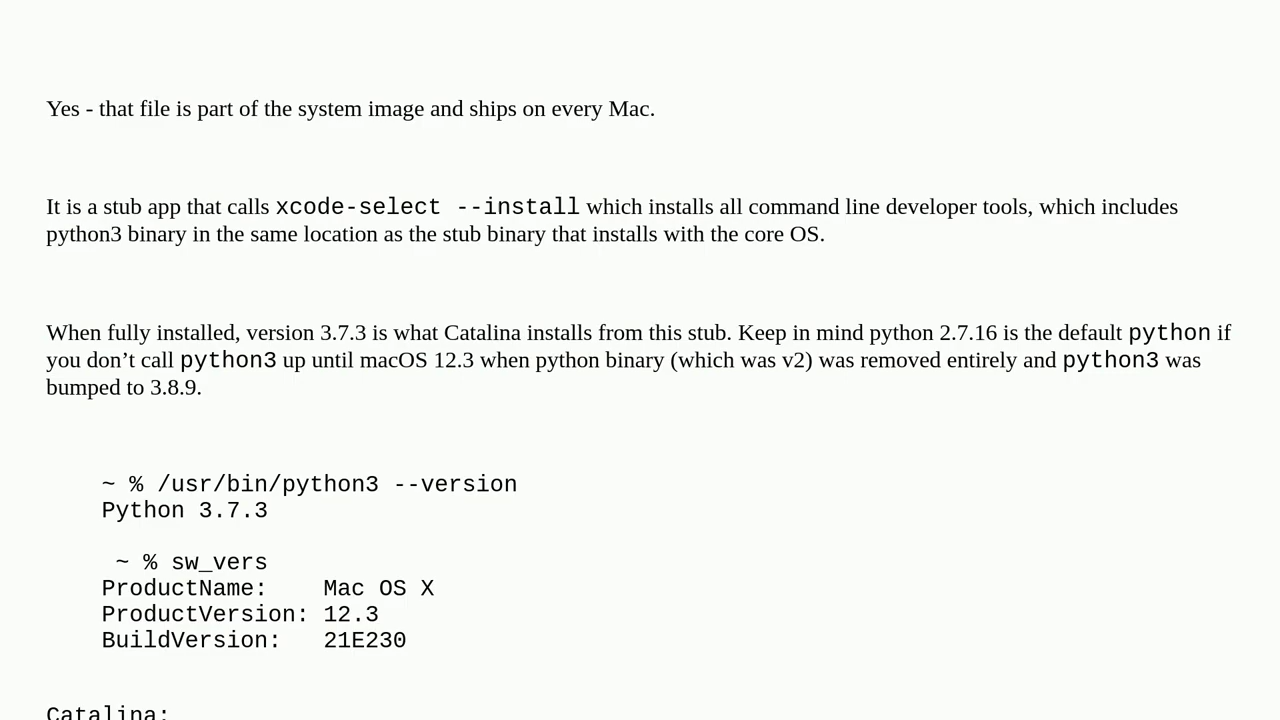 Yes - that file is part of the system image and ships on every Mac.
It is a stub app that calls xcode-select --install which installs all command line developer tools, which includes
python3 binary in the same location as the stub binary that installs with the core OS.
When fully installed, version 3.7.3 is what Catalina installs from this stub. Keep in mind python 2.7.16 is the default python if
you don’t call python3 up until macOS 12.3 when python binary (which was v2) was removed entirely and python3 was
bumped to 3.8.9.
~ % /usr/bin/python3 --version
Python 3.7.3
~ % sw_vers
ProductName:    Mac OS X
ProductVersion: 12.3
BuildVersion:   21E230
Catalina: